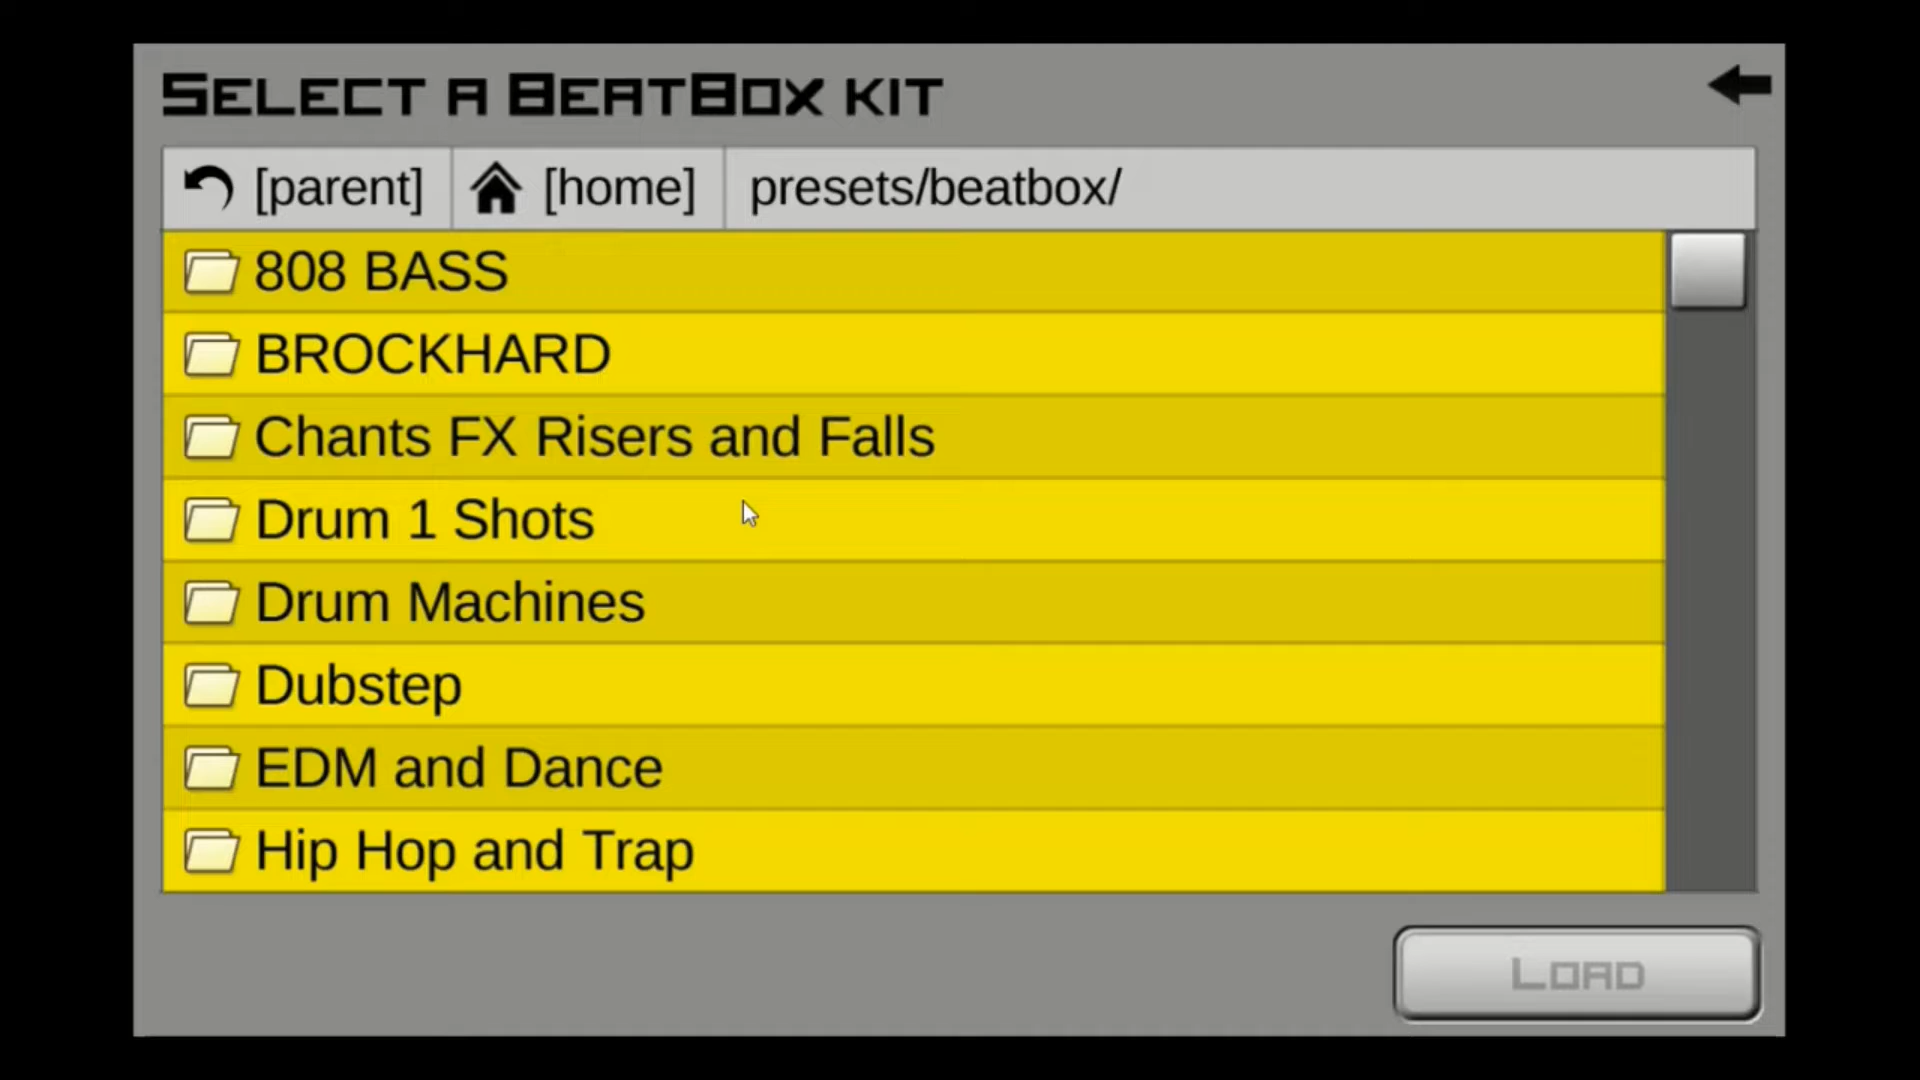 SELECT A BEATBOX KIT
[parent] [home] presets/beatbox/
808 BASS
BROCKHARD
Chants FX Risers and Falls
Drum 1 Shots
Drum Machines
Dubstep
EDM and Dance
Hip Hop and Trap
LOAD